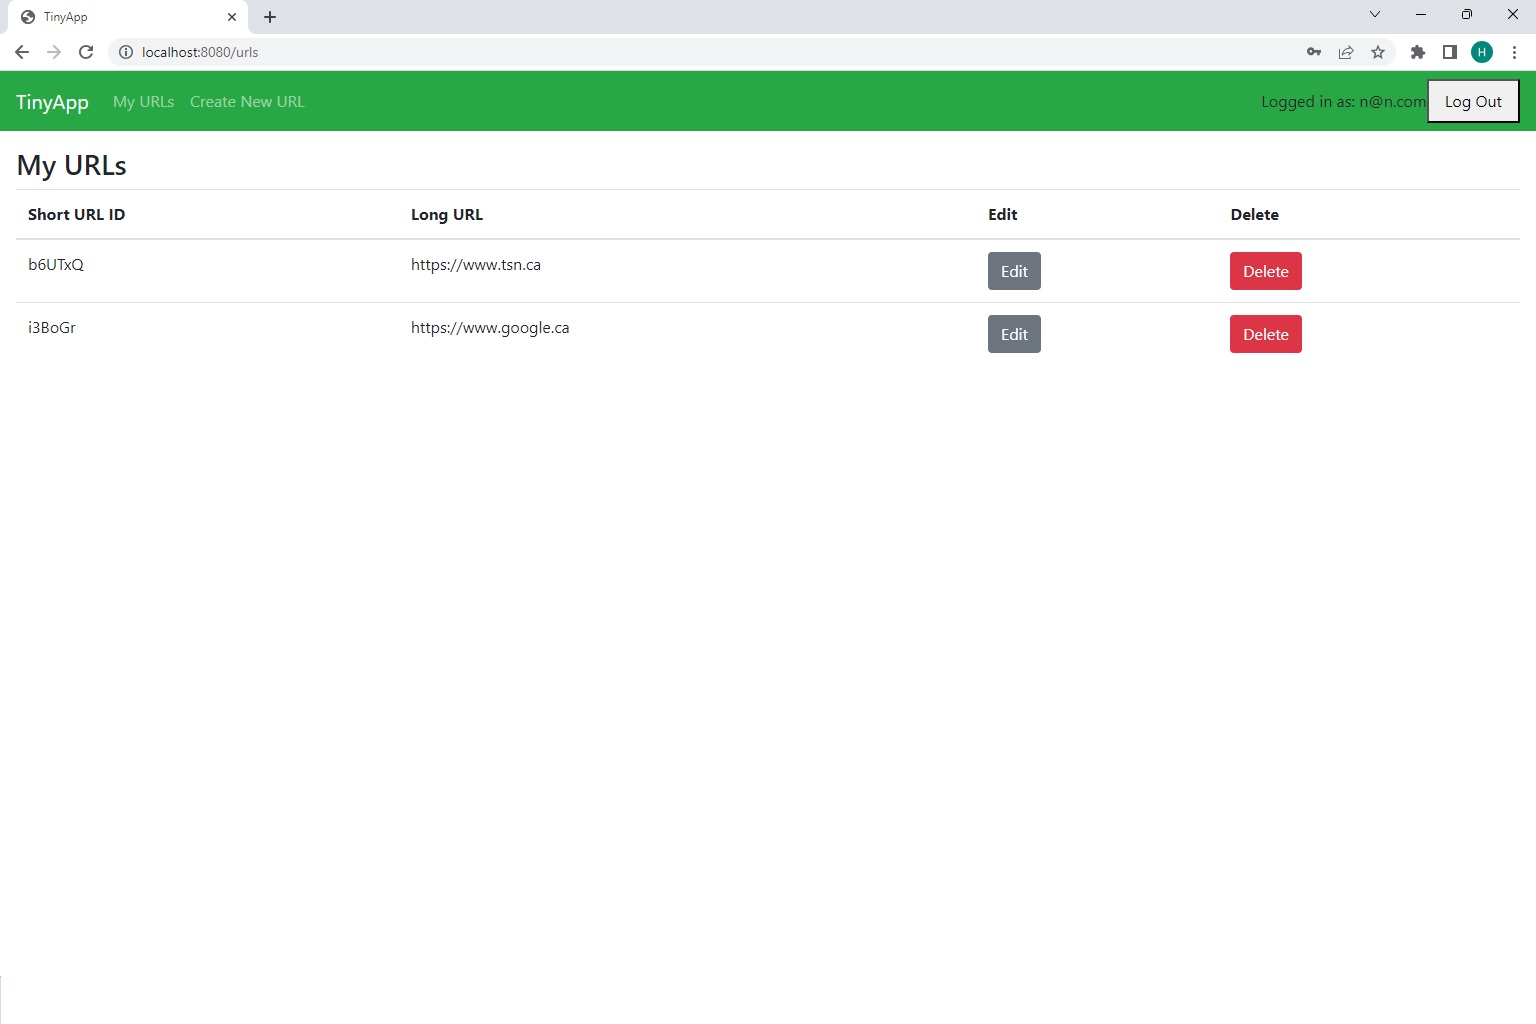 TinyApp
localhost:8080/urls
H
TinyApp My URLs Create New URL Logged in as: n@n.com Log Out
My URLs
Short URL ID Long URL Edit Delete
b6UTxQ https://www.tsn.ca Edit Delete
i3BoGr https://www.google.ca Edit Delete